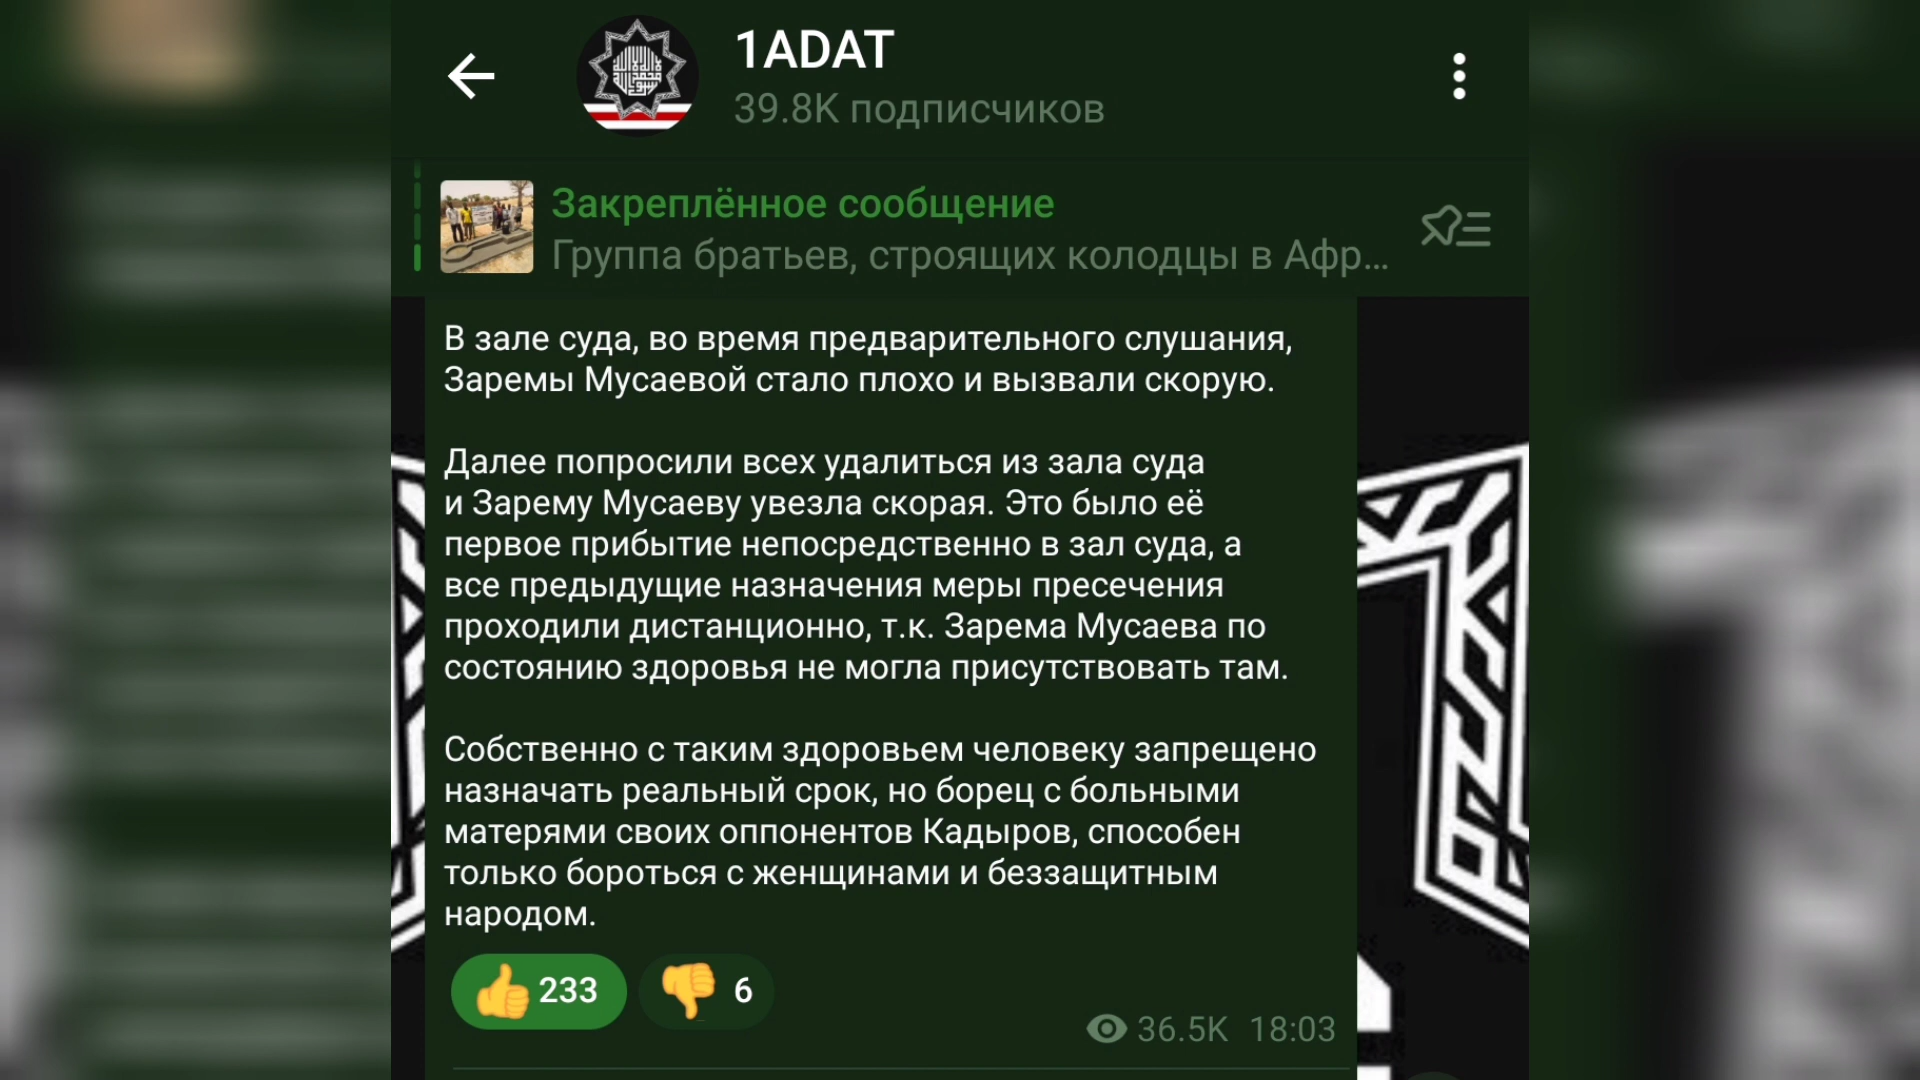 1ADAT
39.8K подписчиков
Закреплённое сообщение
Группа братьев, строящих колодцы в Афр...
В зале суда, во время предварительного слушания,
Заремы Мусаевой стало плохо и вызвали скорую.
Далее попросили всех удалиться из зала суда
и Зарему Мусаеву увезла скорая. Это было её
первое прибытие непосредственно в зал суда, а
все предыдущие назначения меры пресечения
проходили дистанционно, т.к. Зарема Мусаева по
состоянию здоровья не могла присутствовать там.
Собственно с таким здоровьем человеку запрещено
назначать реальный срок, но борец с больными
матерями своих оппонентов Кадыров, способен
только бороться с женщинами и беззащитным
народом.
233 6
36.5K 18:03